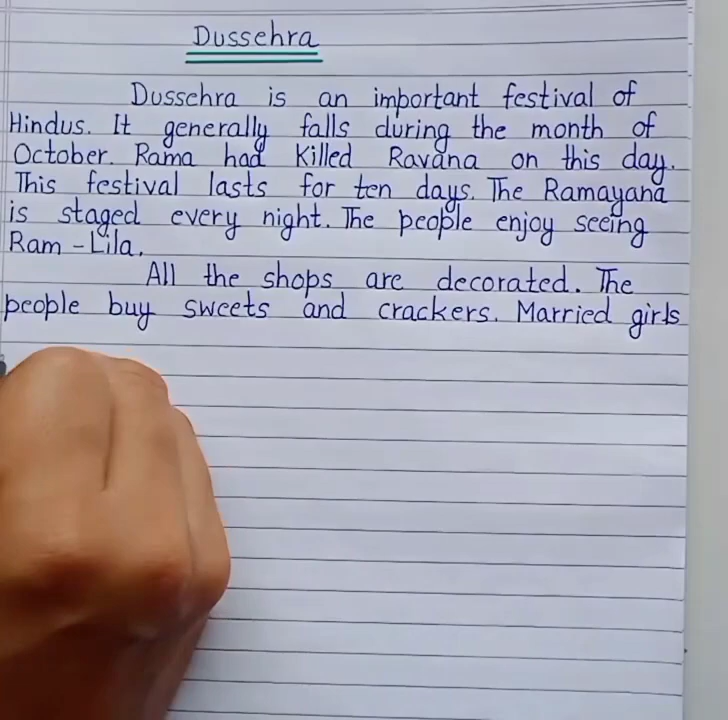 Dussehra
Dussehra is an important festival of
Hindus. It generally falls during the month of
October. Rama had Killed Ravana on this day.
This festival lasts for ten days. The Ramayana
is staged every night. The people enjoy seeing
Ram-Lila.
All the shops are decorated. The
people buy sweets and crackers. Married girls